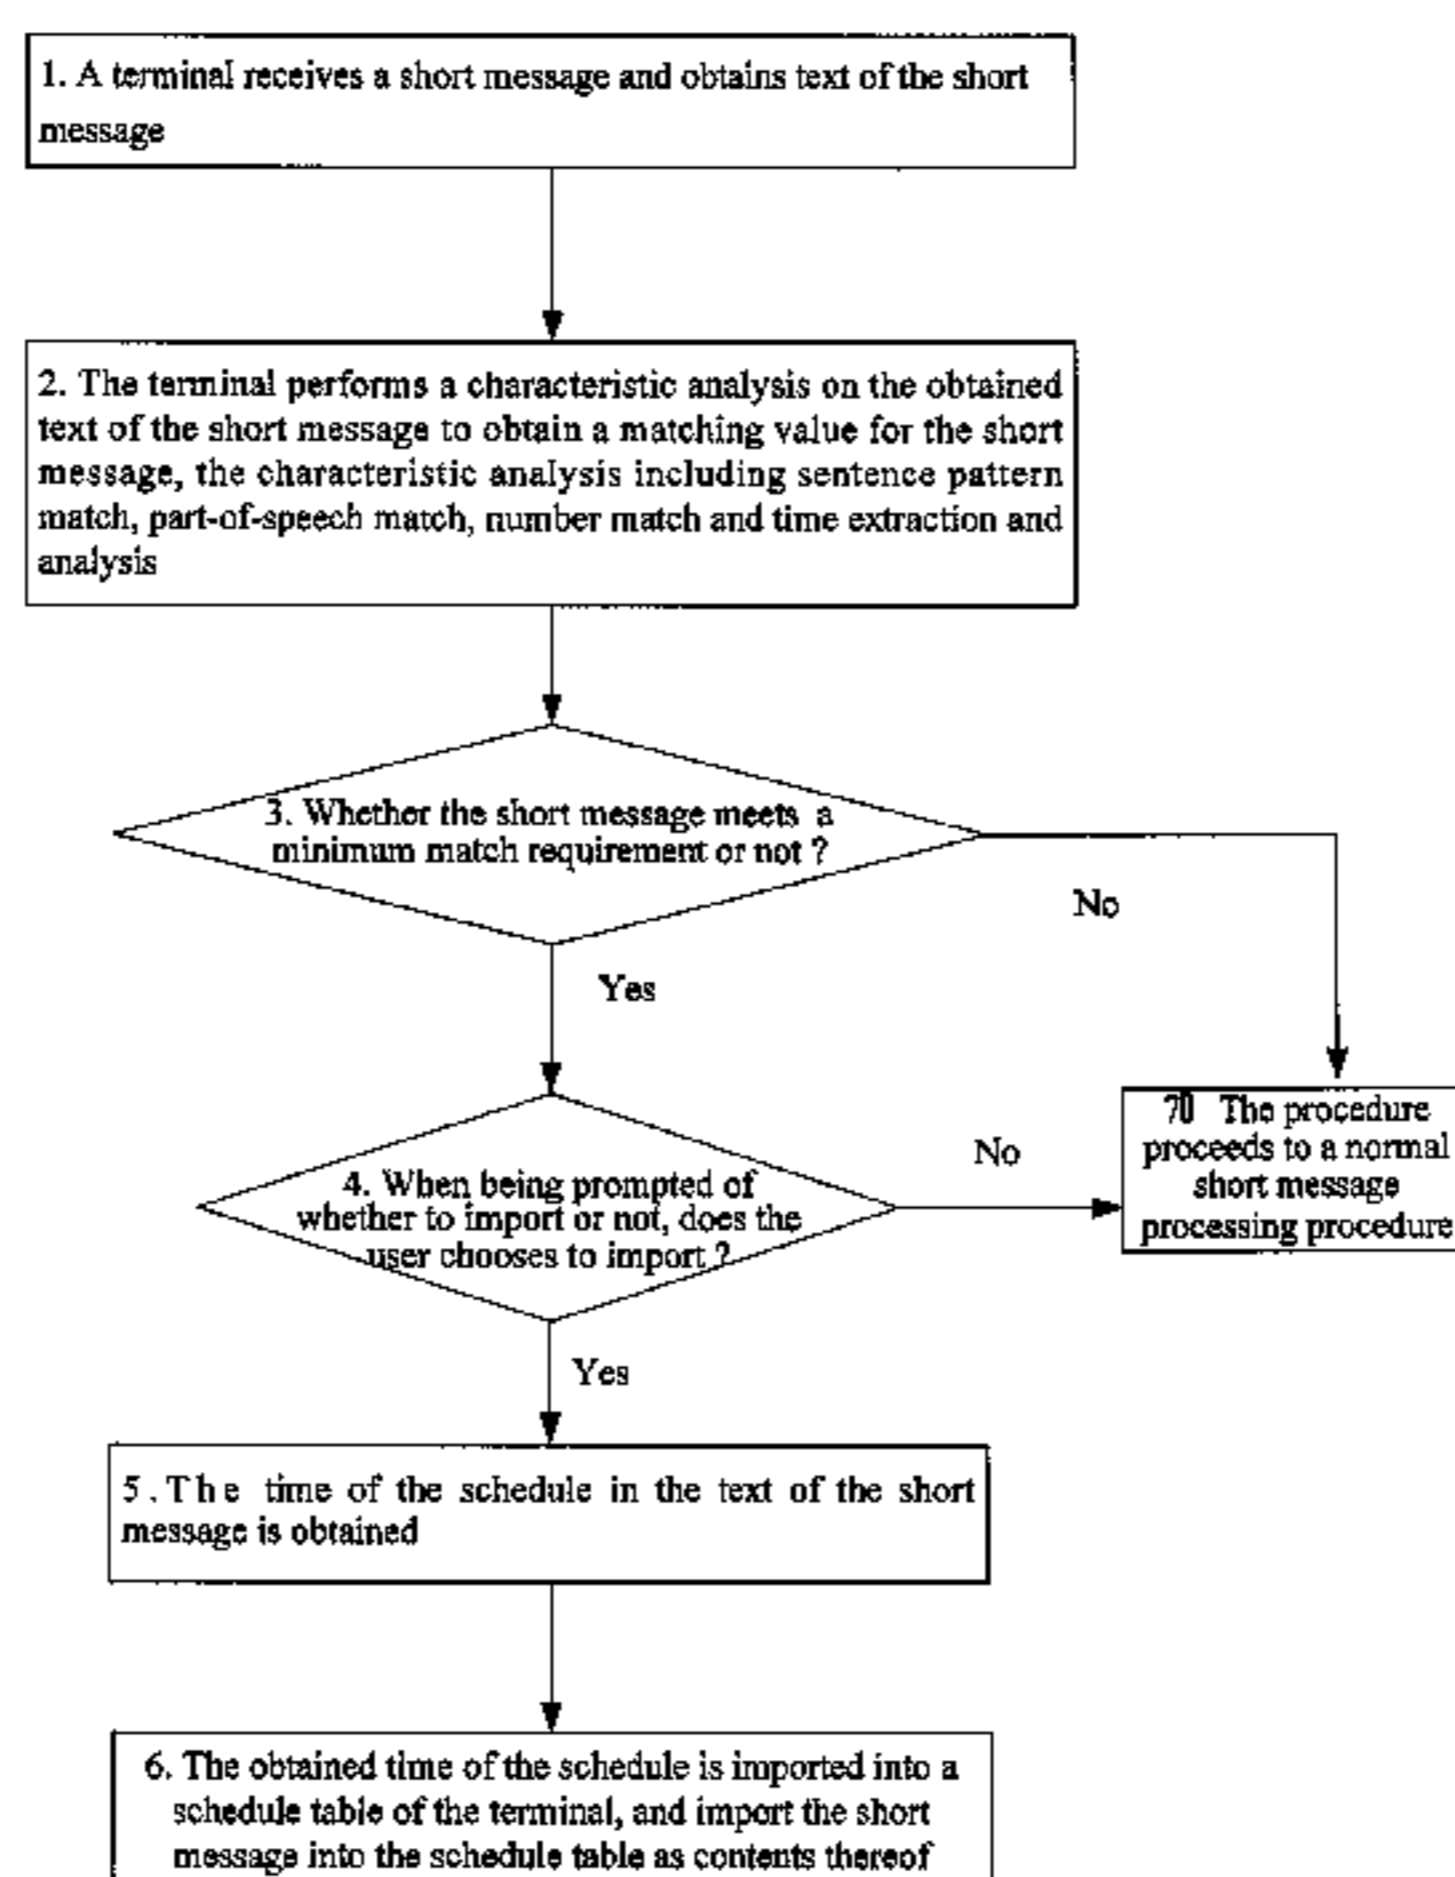 1. A terminal receives a short message and obtains text of the short
message
2. The terminal performs a characteristic analysis on the obtained
text of the short message to obtain a matching value for the short
message, the characteristic analysis including sentence pattern
match, part-of-speech match, number match and time extraction and
analysis
3. Whether the short message meets a
minimum match requirement or not ?
No
Yes
4. When being prompted of
whether to import or not, does the
user chooses to import ?
No
70 The procedure
proceeds to a normal
short message
processing procedure
Yes
5 . The time of the schedule in the text of the short
message is obtained
6. The obtained time of the schedule is imported into a
schedule table of the terminal, and import the short
message into the schedule table as contents thereof